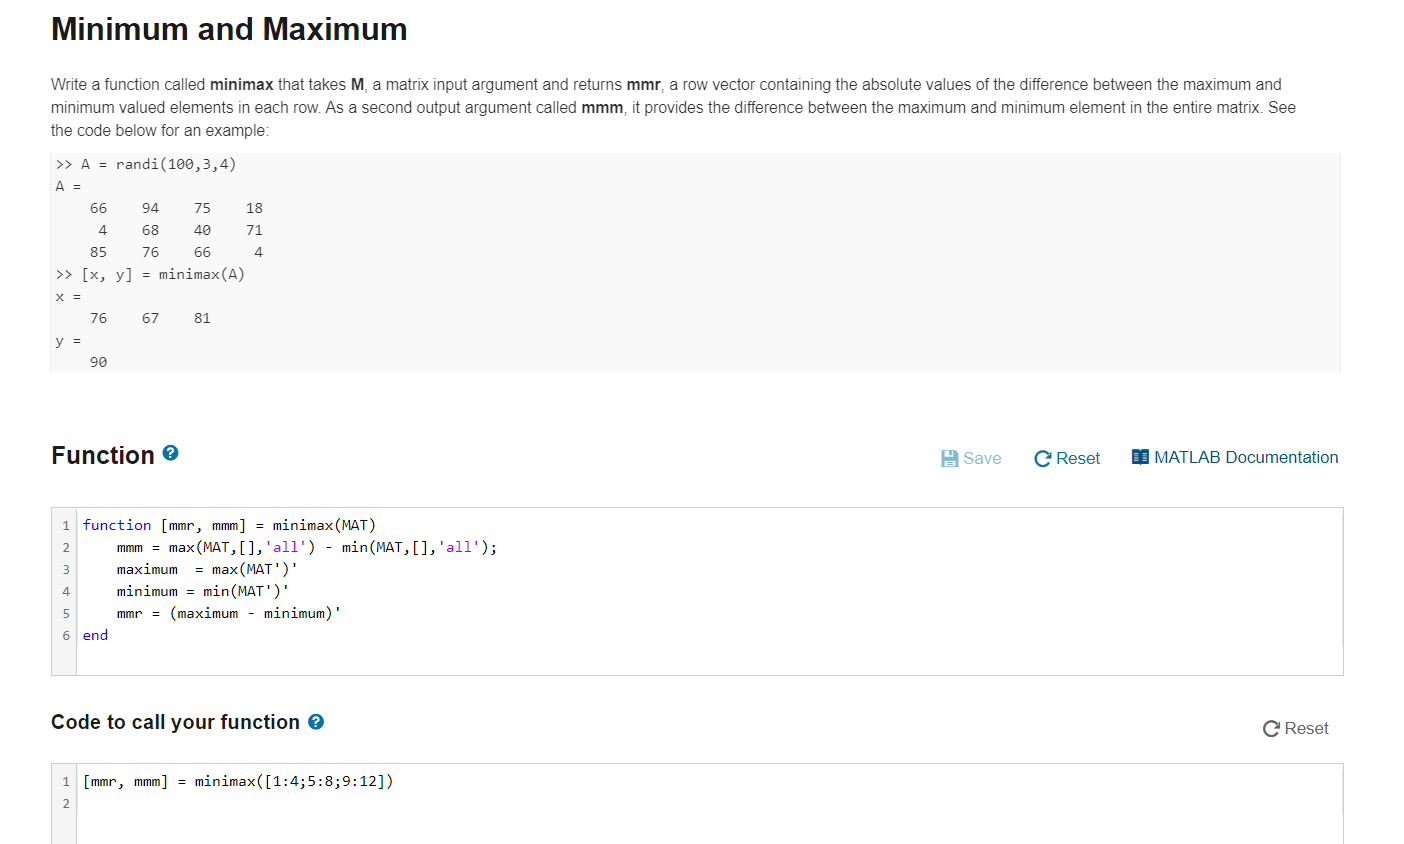 Minimum and Maximum
Write a function called minimax that takes M, a matrix input argument and returns mmr, a row vector containing the absolute values of the difference between the maximum and
minimum valued elements in each row. As a second output argument called mmm, it provides the difference between the maximum and minimum element in the entire matrix. See
the code below for an example:
>> A = randi(100,3,4)
A =
66 94 75 18
4 68 40 71
85 76 66 4
>> [x, y] = minimax(A)
x =
76 67 81
y =
90
Function ?
Save Reset MATLAB Documentation
1 function [mmr, mmm] = minimax(MAT)
2 mmm = max(MAT,[],'all') - min(MAT,[],'all');
3 maximum = max(MAT')'
4 minimum = min(MAT')'
5 mmr = (maximum - minimum)'
6 end
Code to call your function ?
Reset
1 [mmr, mmm] = minimax([1:4;5:8;9:12])
2